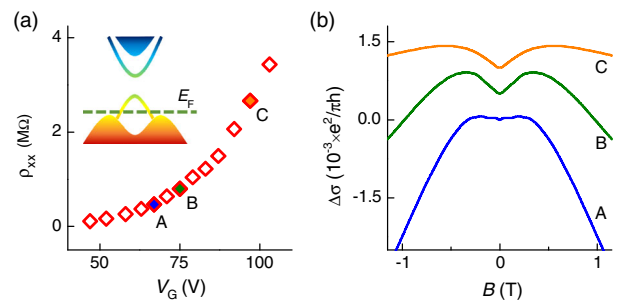 (a)
4
2
0
ρxx (MΩ)
EF
A
B
C
50
75
100
VG (V)
(b)
1.5
0.0
-1.5
Δσ (10⁻³×e²/πh)
C
B
A
-1
0
1
B (T)